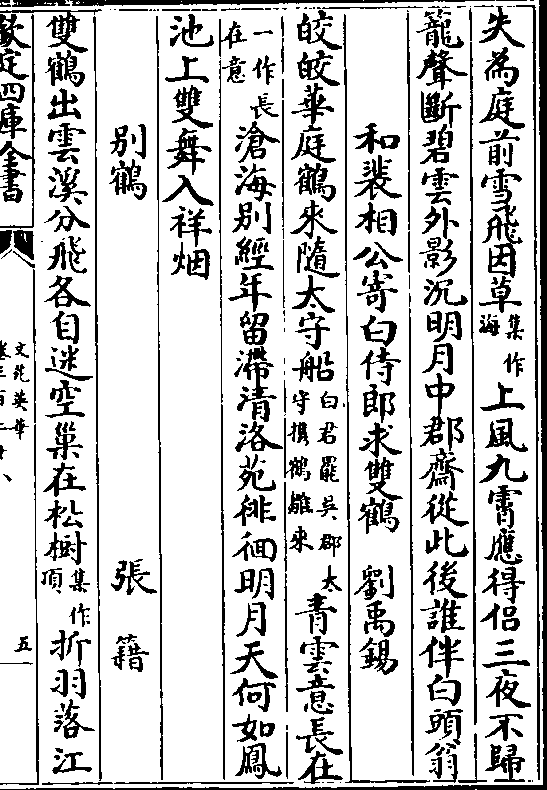 失為庭前雪飛因草集作海上風九霄應得侣三夜不歸
籠聲斷碧雲外影沉明月中郡齋從此後誰伴白頭翁
和裴相公寄白侍郎求雙鶴　劉禹錫
皎皎華庭鶴來隨太守船白君罷吳郡太守携鶴雛來青雲意長在
一作長在意滄海别經年留滯清洛苑徘徊明月天何如鳳
池上雙舞入祥烟
别鶴　張籍
雙鶴出雲溪分飛各自迷空巢在松樹集作頂折羽落江
欽定四庫全書
文苑英華
卷三百二十八
五